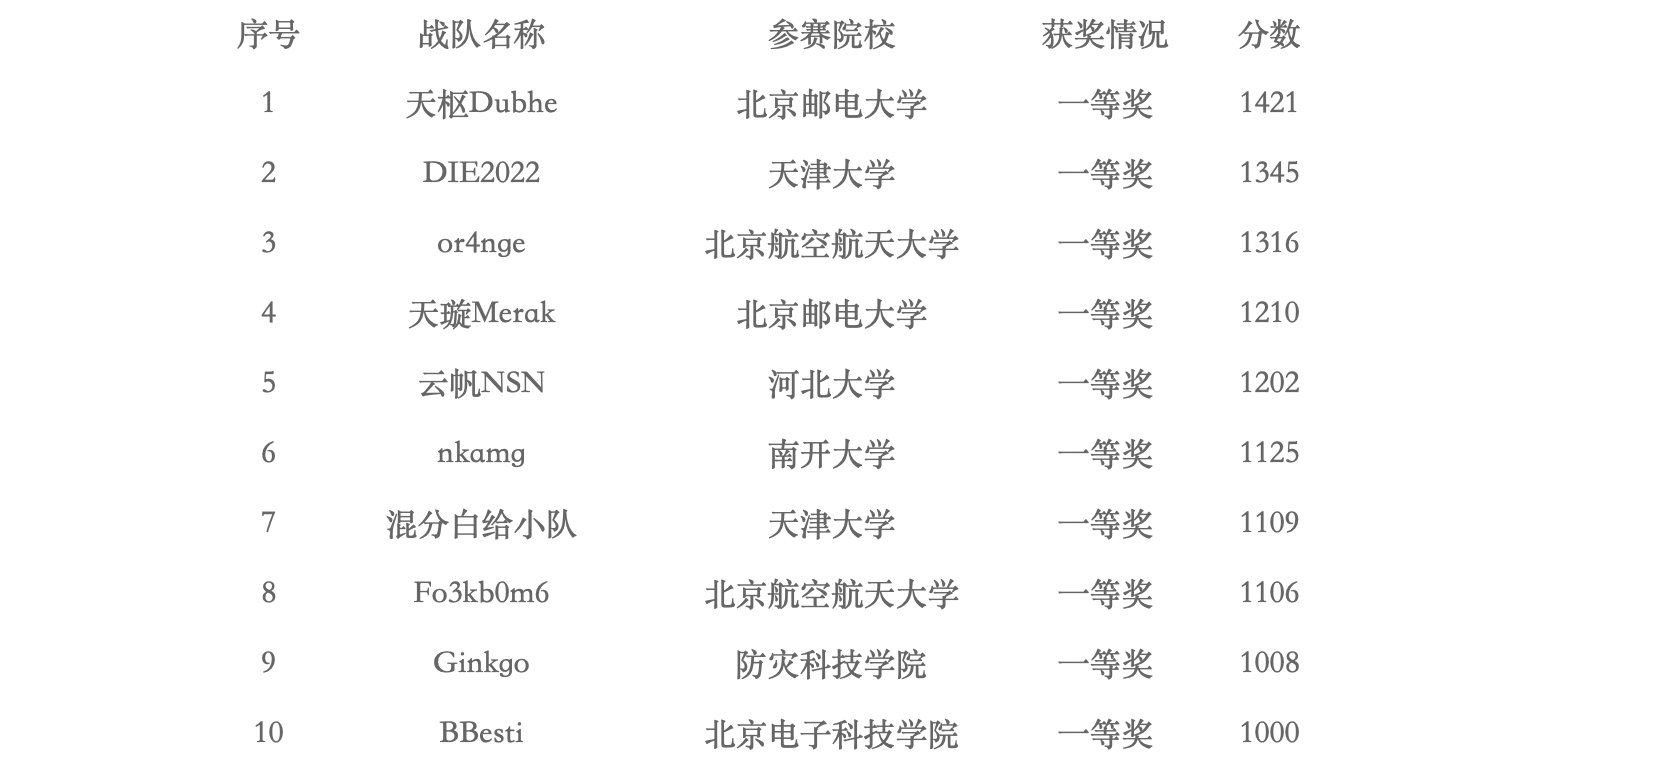 序号 战队名称 参赛院校 获奖情况 分数
1 天枢Dubhe 北京邮电大学 一等奖 1421
2 DIE2022 天津大学 一等奖 1345
3 or4nge 北京航空航天大学 一等奖 1316
4 天璇Merak 北京邮电大学 一等奖 1210
5 云帆NSN 河北大学 一等奖 1202
6 nkamg 南开大学 一等奖 1125
7 混分白给小队 天津大学 一等奖 1109
8 Fo3kb0m6 北京航空航天大学 一等奖 1106
9 Ginkgo 防灾科技学院 一等奖 1008
10 BBesti 北京电子科技学院 一等奖 1000